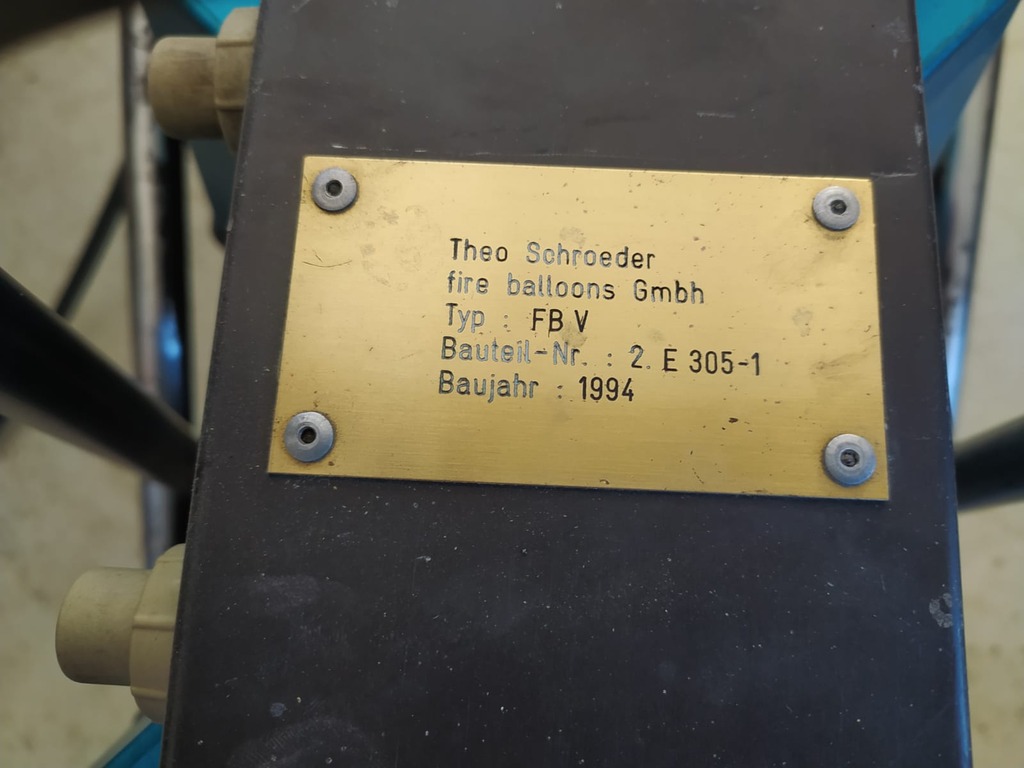 Theo Schroeder
fire balloons Gmbh
Typ : FB V
Bauteil-Nr. : 2. E 305-1
Baujahr : 1994